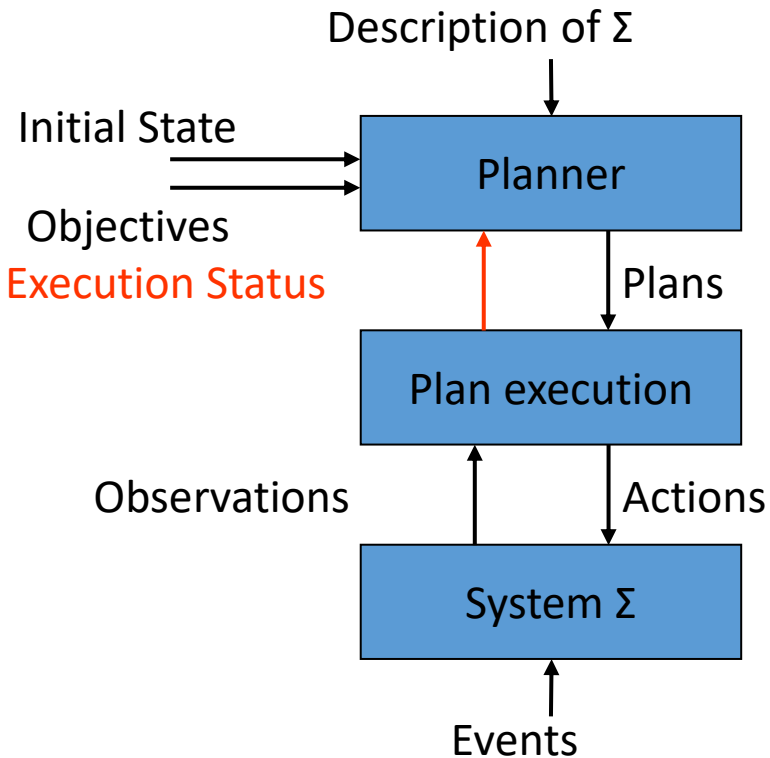 Description of Σ
Initial State
Planner
Objectives
Execution Status
Plans
Plan execution
Observations
Actions
System Σ
Events